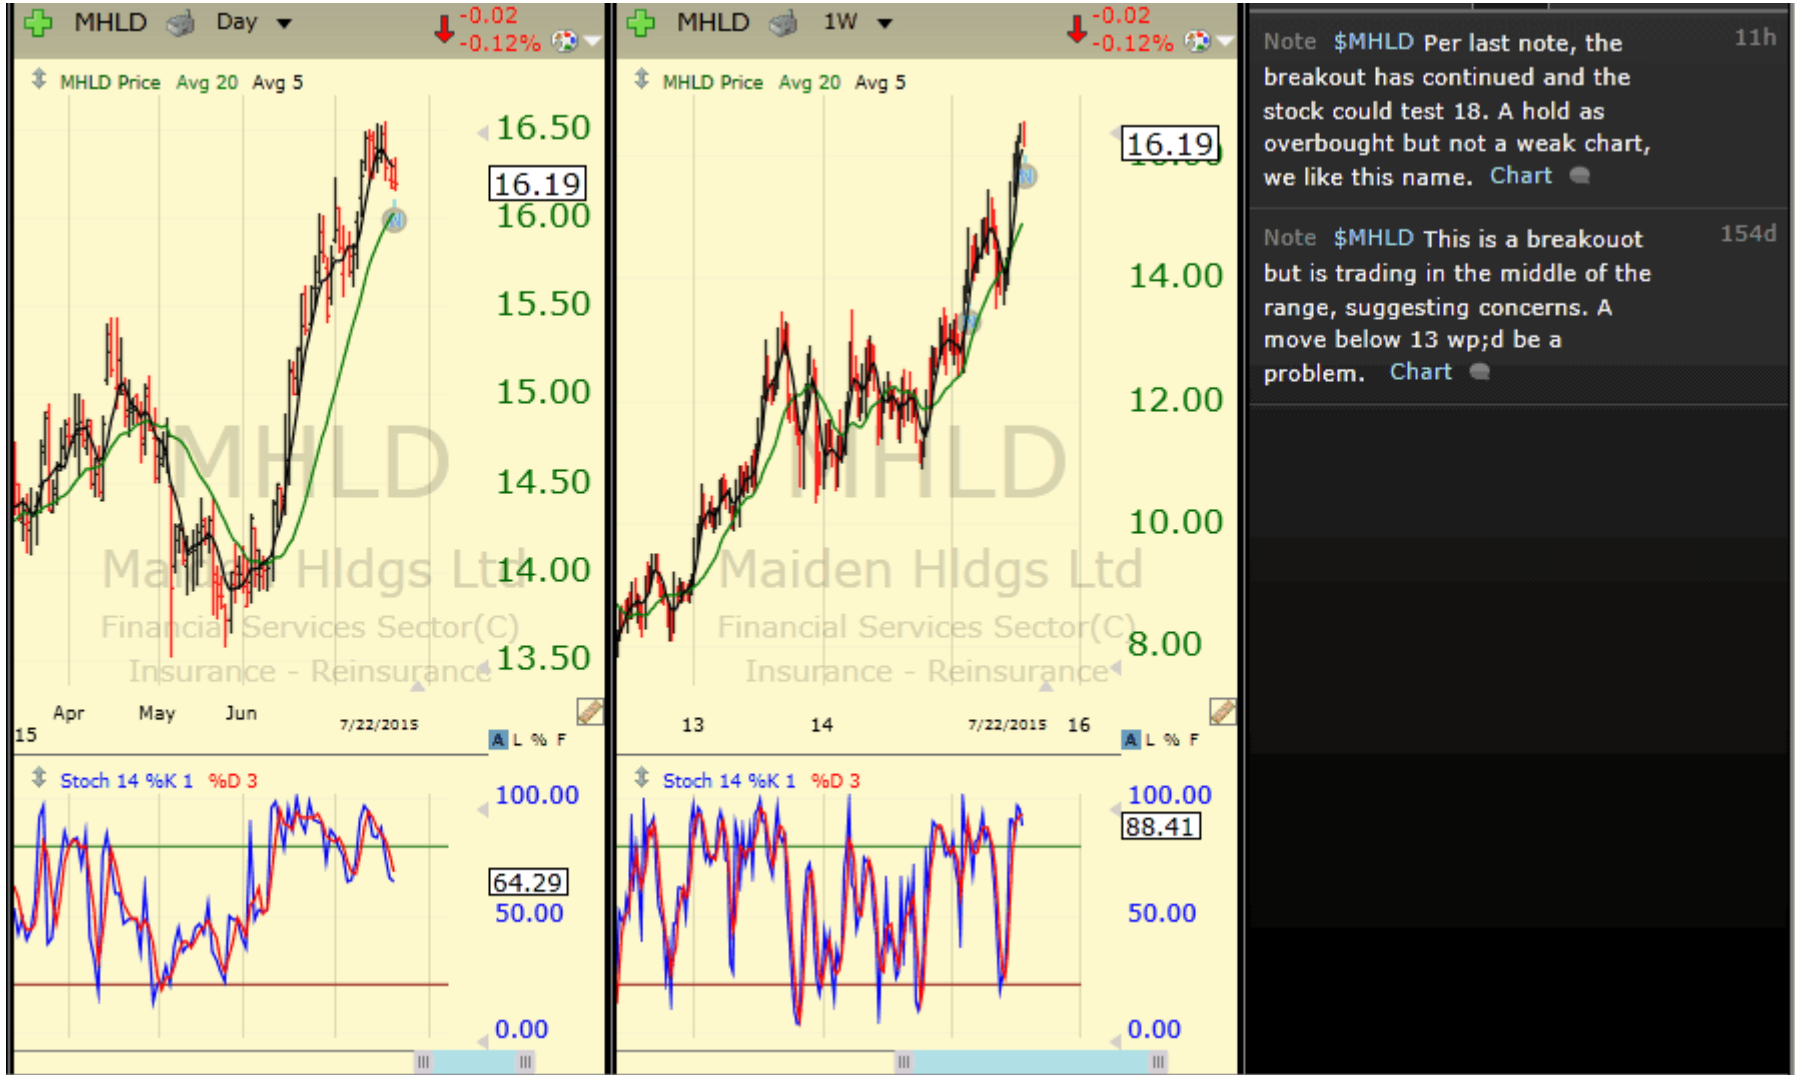 MHLD Day -0.02
-0.12%
MHLD Price Avg 20 Avg 5
16.50
16.19
16.00
15.50
15.00
14.50
14.00
13.50
MHLD
Maiden Hldgs Ltd
Financial Services Sector(C)
Insurance - Reinsurance
Apr May Jun 7/22/2015
15
A L % F
Stoch 14 %K 1 %D 3
100.00
64.29
50.00
0.00
MHLD 1W -0.02
-0.12%
MHLD Price Avg 20 Avg 5
16.19
14.00
12.00
10.00
8.00
MHLD
Maiden Hldgs Ltd
Financial Services Sector(C)
Insurance - Reinsurance
13 14 7/22/2015 16
A L % F
Stoch 14 %K 1 %D 3
100.00
88.41
50.00
0.00
Note $MHLD Per last note, the 11h
breakout has continued and the
stock could test 18. A hold as
overbought but not a weak chart,
we like this name. Chart
Note $MHLD This is a breakouot 154d
but is trading in the middle of the
range, suggesting concerns. A
move below 13 wp;d be a
problem. Chart